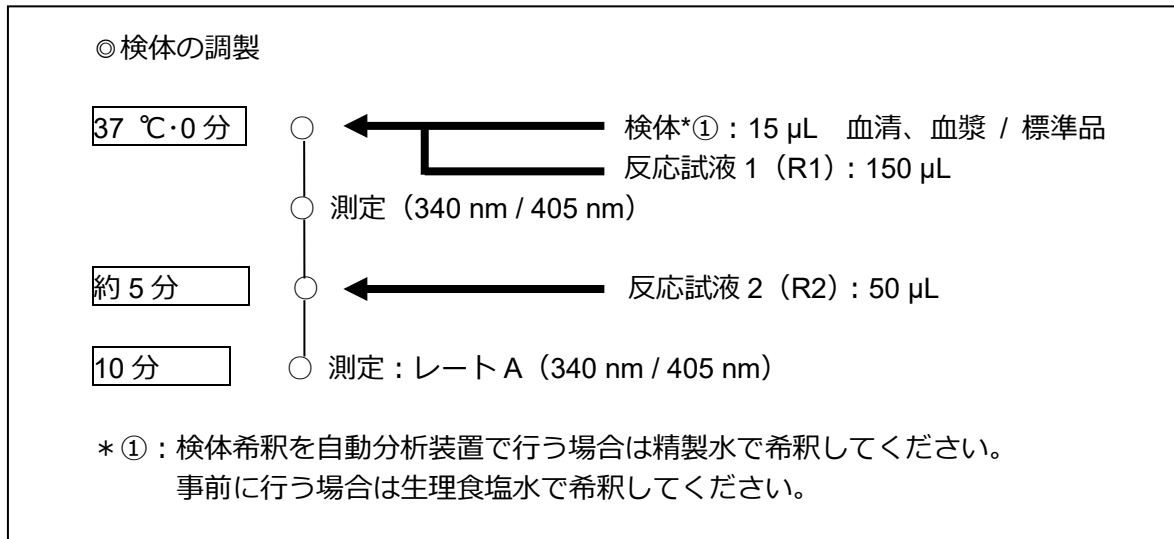 ◎検体の調製
37 ℃・0分
検体*①：15 µL　血清、血漿 / 標準品
反応試液 1（R1）：150 µL
測定（340 nm / 405 nm）
約 5 分
反応試液 2（R2）：50 µL
10 分
測定：レート A（340 nm / 405 nm）
＊①：検体希釈を自動分析装置で行う場合は精製水で希釈してください。
事前に行う場合は生理食塩水で希釈してください。